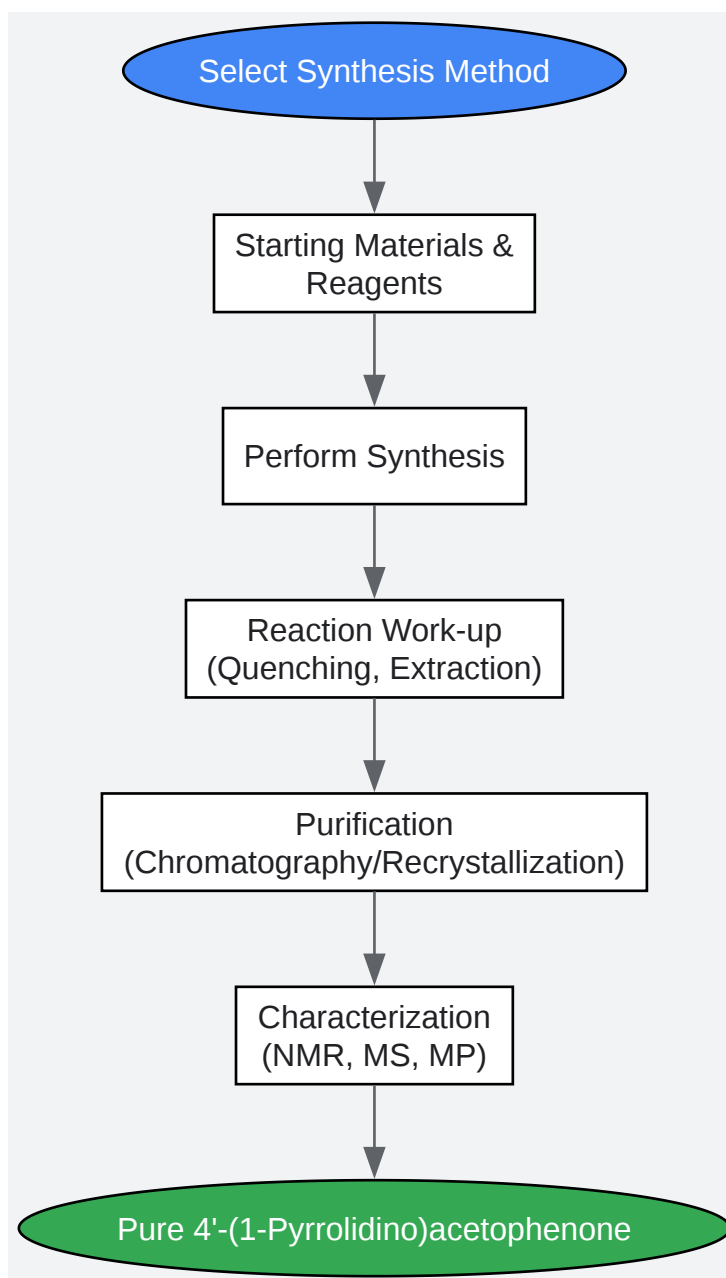 Select Synthesis Method
Starting Materials &
Reagents
Perform Synthesis
Reaction Work-up
(Quenching, Extraction)
Purification
(Chromatography/Recrystallization)
Characterization
(NMR, MS, MP)
Pure 4'-(1-Pyrrolidino)acetophenone